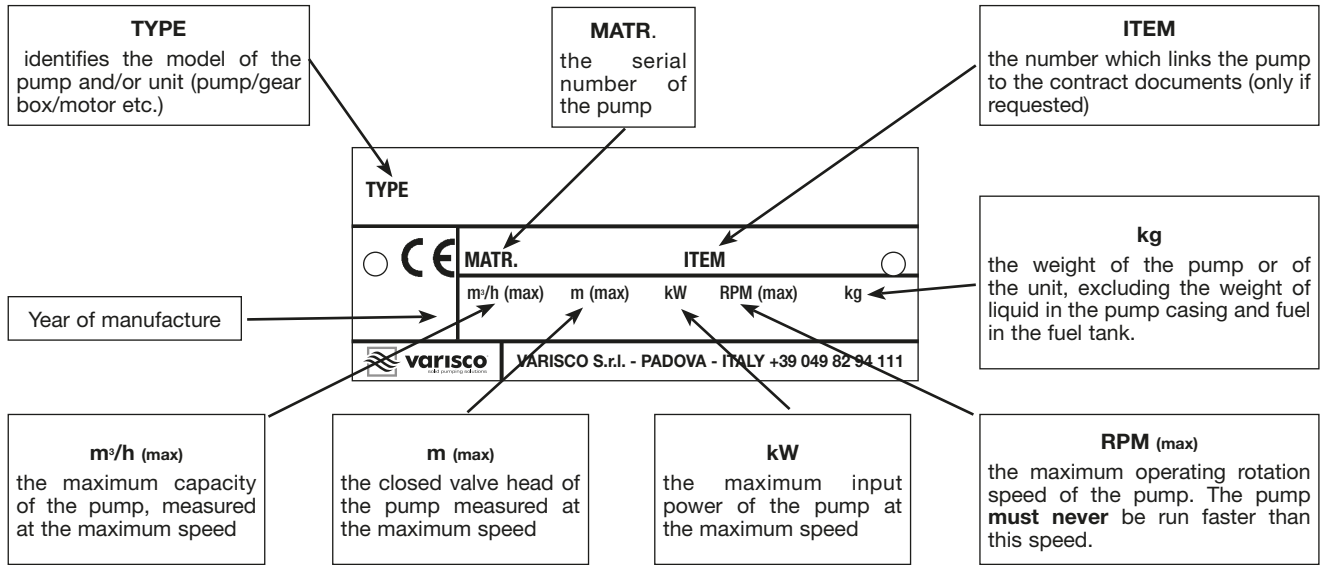 TYPE
identifies the model of the
pump and/or unit (pump/gear
box/motor etc.)
MATR.
the serial
number of
the pump
ITEM
the number which links the pump
to the contract documents (only if
requested)
TYPE
CE
MATR. ITEM
m³/h (max) m (max) kW RPM (max) kg
Year of manufacture
kg
the weight of the pump or of
the unit, excluding the weight of
liquid in the pump casing and fuel
in the fuel tank.
varisco
solid pumping solutions
VARISCO S.r.l. - PADOVA - ITALY +39 049 82 94 111
m³/h (max)
the maximum capacity
of the pump, measured
at the maximum speed
m (max)
the closed valve head of
the pump measured at
the maximum speed
kW
the maximum input
power of the pump at
the maximum speed
RPM (max)
the maximum operating rotation
speed of the pump. The pump
must never be run faster than
this speed.